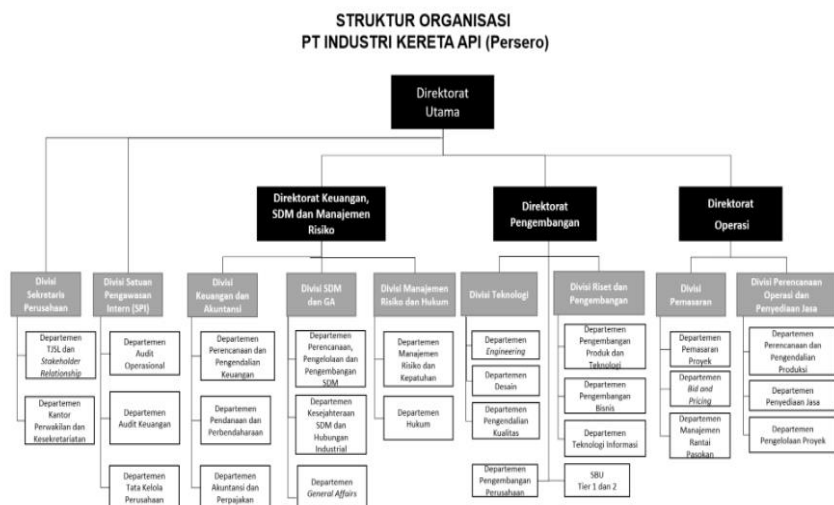 STRUKTUR ORGANISASI
PT INDUSTRI KERETA API (Persero)
Direktorat
Utama
Direktorat Keuangan,
SDM dan Manajemen
Risiko
Direktorat
Pengembangan
Direktorat
Operasi
Divisi
Sekretaris
Perusahaan
Divisi Satuan
Pengawasan
Intern (SPI)
Divisi
Keuangan dan
Akuntansi
Divisi SDM
dan GA
Divisi Manajemen
Risiko dan Hukum
Divisi Teknologi
Divisi Riset dan
Pengembangan
Divisi
Pemasaran
Divisi Perencanaan
Operasi dan
Penyediaan Jasa
Departemen
TJSL dan
Stakeholder
Relationship
Departemen
Kantor
Perwakilan dan
Kesekretariatan
Departemen
Audit
Operasional
Departemen
Audit Keuangan
Departemen
Tata Kelola
Perusahaan
Departemen
Perencanaan dan
Pengendalian
Keuangan
Departemen
Pendanaan dan
Perbendaharaan
Departemen
Akuntansi dan
Perpajakan
Departemen
Perencanaan,
Pengelolaan dan
Pengembangan
SDM
Departemen
Kesejahteraan
SDM dan
Hubungan
Industrial
Departemen
General Affairs
Departemen
Manajemen
Risiko dan
Kepatuhan
Departemen
Hukum
Departemen
Engineering
Departemen
Desain
Departemen
Pengendalian
Kualitas
Departemen
Pengembangan
Perusahaan
Departemen
Pengembangan
Produk dan
Teknologi
Departemen
Pengembangan
Bisnis
Departemen
Teknologi Informasi
SBU
Tier 1 dan 2
Departemen
Pemasaran
Proyek
Departemen
Bid and
Pricing
Departemen
Manajemen
Rantai
Pasokan
Departemen
Perencanaan dan
Pengendalian
Produksi
Departemen
Penyediaan Jasa
Departemen
Pengelolaan Proyek